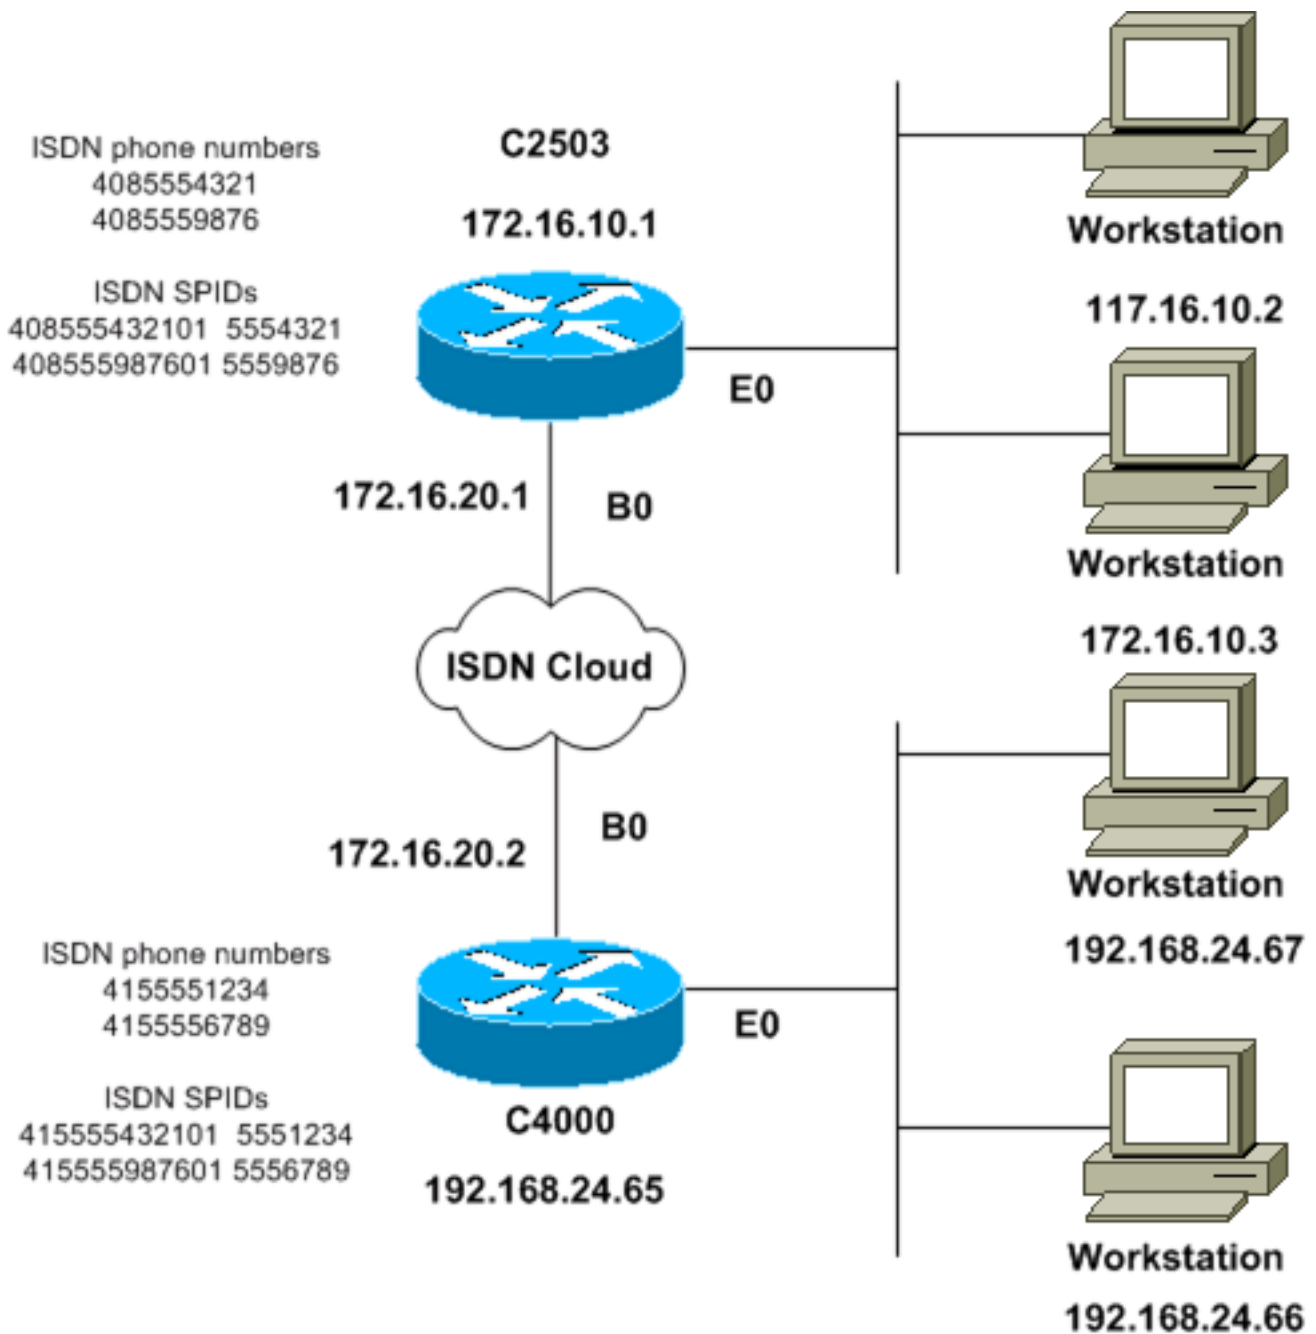 ISDN phone numbers
4085554321
4085559876
ISDN SPIDs
408555432101 5554321
408555987601 5559876
C2503
172.16.10.1
E0
172.16.20.1
B0
ISDN Cloud
B0
172.16.20.2
ISDN phone numbers
4155551234
4155556789
ISDN SPIDs
415555432101 5551234
415555987601 5556789
C4000
192.168.24.65
E0
Workstation
117.16.10.2
Workstation
172.16.10.3
Workstation
192.168.24.67
Workstation
192.168.24.66